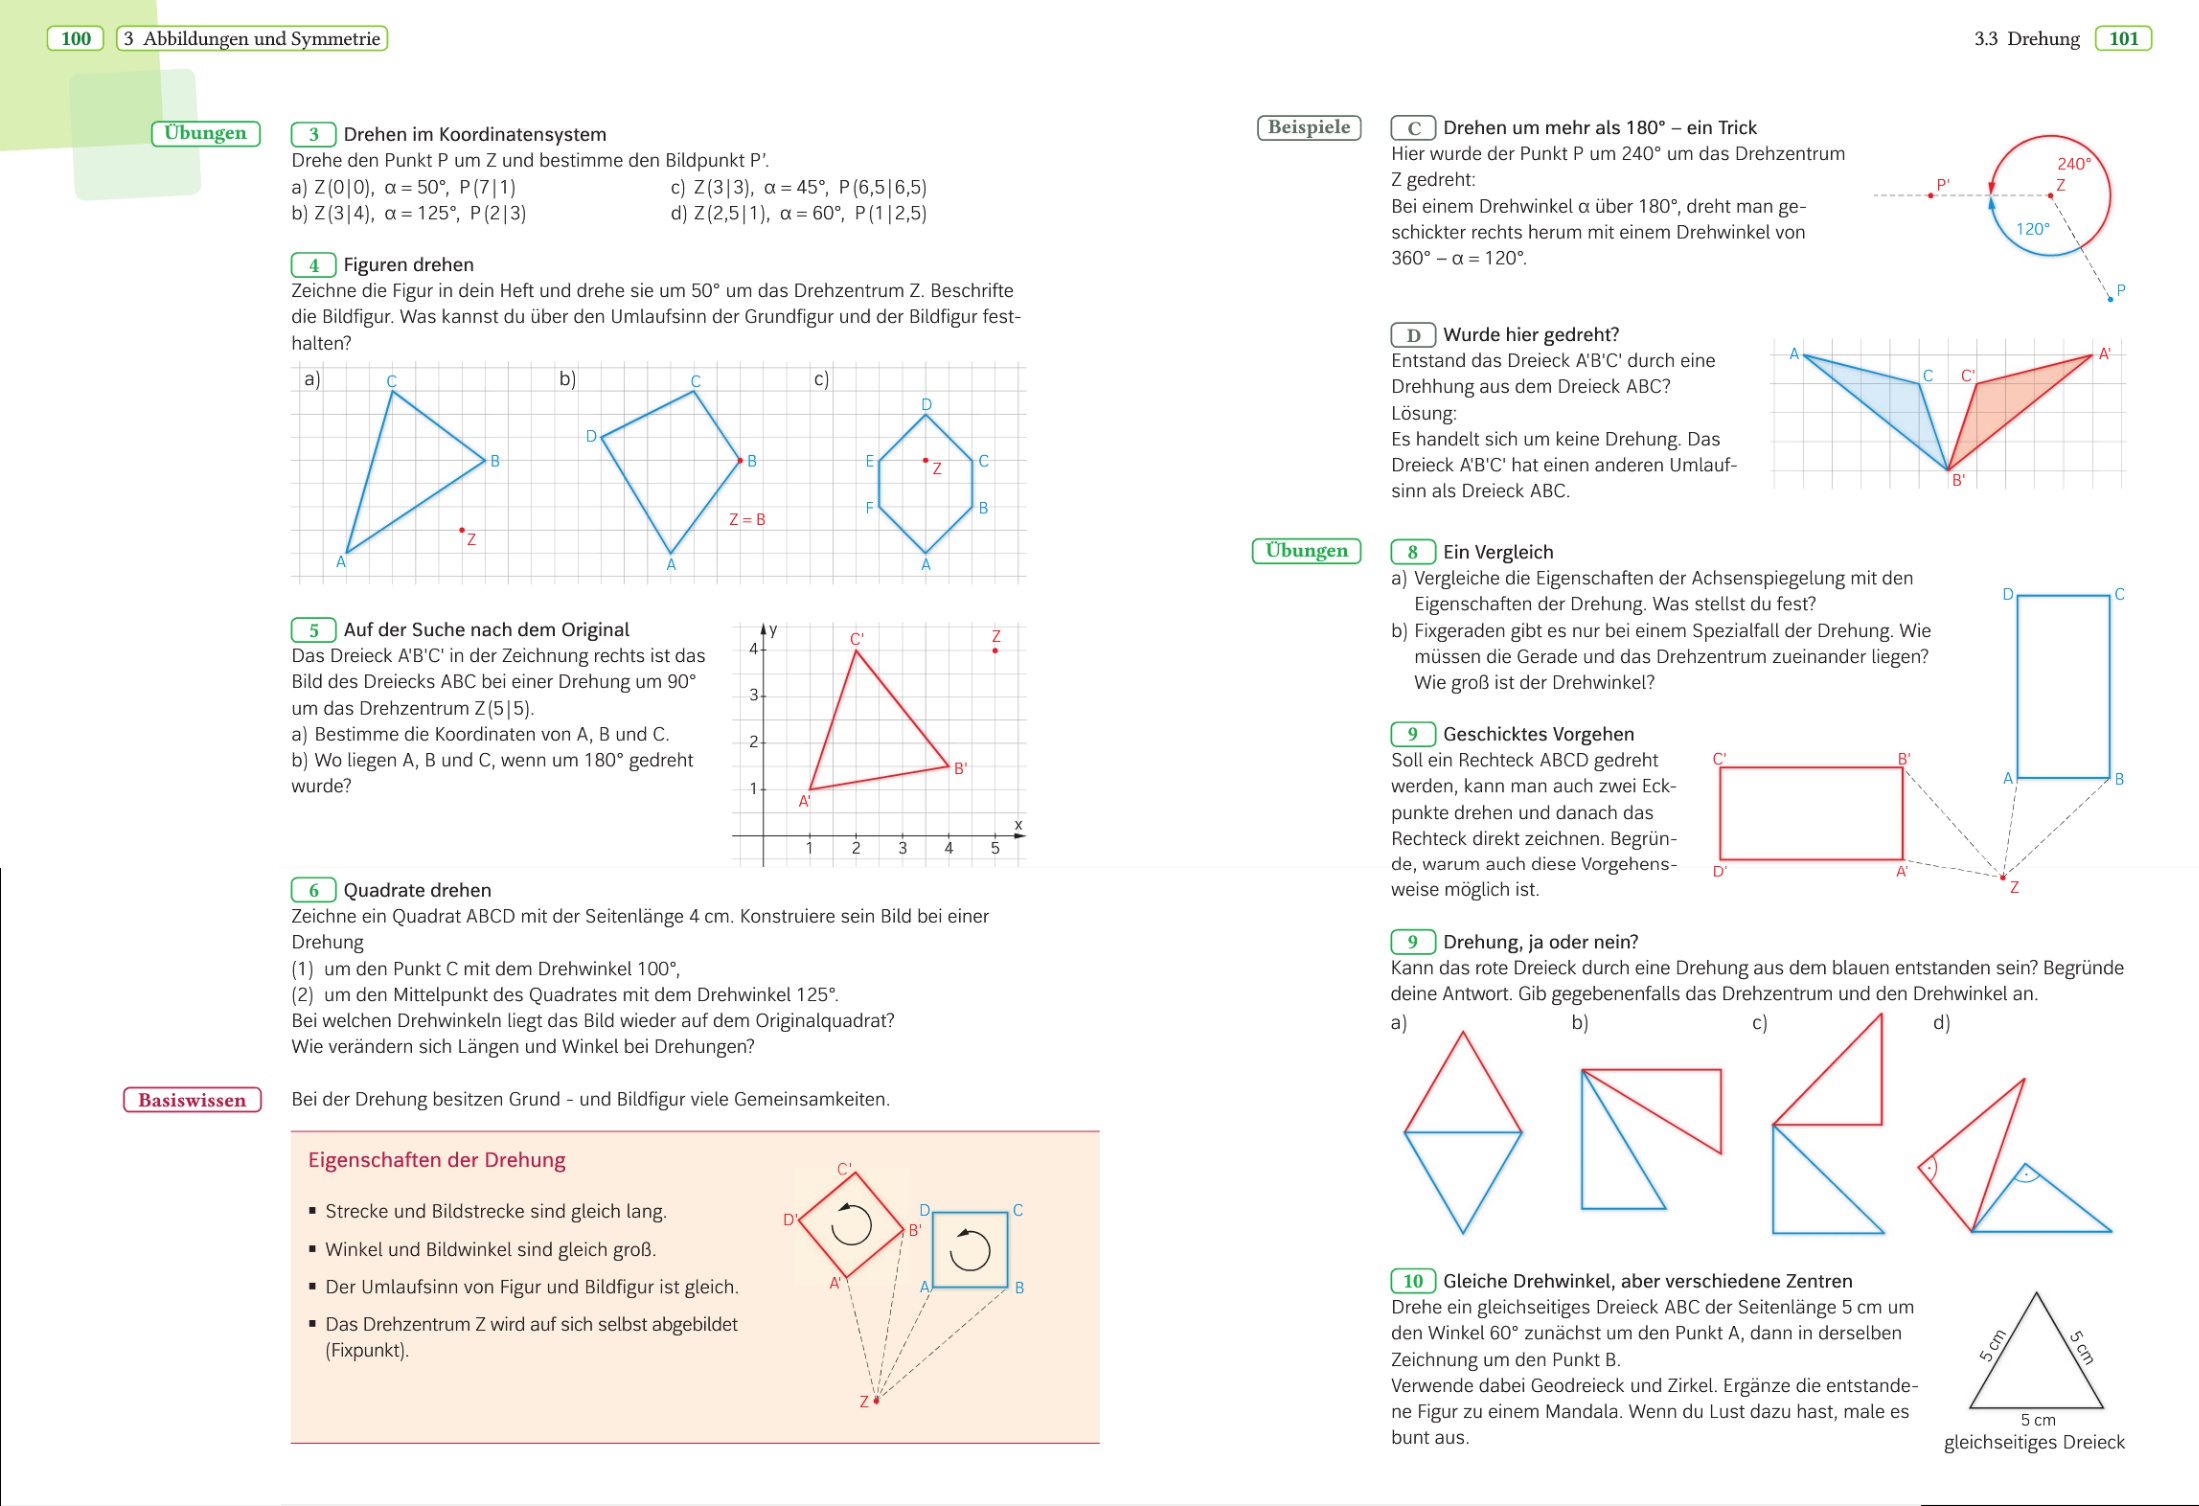 100 3 Abbildungen und Symmetrie
Übungen
3 Drehen im Koordinatensystem
Drehe den Punkt P um Z und bestimme den Bildpunkt P’.
a) Z(0|0), α = 50°, P(7|1)
c) Z(3|3), α = 45°, P(6,5|6,5)
b) Z(3|4), α = 125°, P(2|3)
d) Z(2,5|1), α = 60°, P(1|2,5)
4 Figuren drehen
Zeichne die Figur in dein Heft und drehe sie um 50° um das Drehzentrum Z. Beschrifte
die Bildfigur. Was kannst du über den Umlaufsinn der Grundfigur und der Bildfigur fest-
halten?
a)
C
B
A
Z
b)
C
D
B
Z = B
A
c)
D
E
C
Z
F
B
A
5 Auf der Suche nach dem Original
Das Dreieck A'B'C' in der Zeichnung rechts ist das
Bild des Dreiecks ABC bei einer Drehung um 90°
um das Drehzentrum Z(5|5).
a) Bestimme die Koordinaten von A, B und C.
b) Wo liegen A, B und C, wenn um 180° gedreht
wurde?
y
4
3
2
1
C'
Z
B'
A'
x
1 2 3 4 5
6 Quadrate drehen
Zeichne ein Quadrat ABCD mit der Seitenlänge 4 cm. Konstruiere sein Bild bei einer
Drehung
(1) um den Punkt C mit dem Drehwinkel 100°,
(2) um den Mittelpunkt des Quadrates mit dem Drehwinkel 125°.
Bei welchen Drehwinkeln liegt das Bild wieder auf dem Originalquadrat?
Wie verändern sich Längen und Winkel bei Drehungen?
Basiswissen
Bei der Drehung besitzen Grund - und Bildfigur viele Gemeinsamkeiten.
Eigenschaften der Drehung
▪ Strecke und Bildstrecke sind gleich lang.
▪ Winkel und Bildwinkel sind gleich groß.
▪ Der Umlaufsinn von Figur und Bildfigur ist gleich.
▪ Das Drehzentrum Z wird auf sich selbst abgebildet
(Fixpunkt).
C'
D'
B'
A'
D
C
A
B
Z
3.3 Drehung 101
Beispiele
C Drehen um mehr als 180° – ein Trick
Hier wurde der Punkt P um 240° um das Drehzentrum
Z gedreht:
Bei einem Drehwinkel α über 180°, dreht man ge-
schickter rechts herum mit einem Drehwinkel von
360° – α = 120°.
240°
P'
Z
120°
P
D Wurde hier gedreht?
Entstand das Dreieck A'B'C' durch eine
Drehhung aus dem Dreieck ABC?
Lösung:
Es handelt sich um keine Drehung. Das
Dreieck A'B'C' hat einen anderen Umlauf-
sinn als Dreieck ABC.
A
A'
C
C'
B'
Übungen
8 Ein Vergleich
a) Vergleiche die Eigenschaften der Achsenspiegelung mit den
Eigenschaften der Drehung. Was stellst du fest?
b) Fixgeraden gibt es nur bei einem Spezialfall der Drehung. Wie
müssen die Gerade und das Drehzentrum zueinander liegen?
Wie groß ist der Drehwinkel?
9 Geschicktes Vorgehen
Soll ein Rechteck ABCD gedreht
werden, kann man auch zwei Eck-
punkte drehen und danach das
Rechteck direkt zeichnen. Begrün-
de, warum auch diese Vorgehens-
weise möglich ist.
D
C
A
B
C'
B'
D'
A'
Z
9 Drehung, ja oder nein?
Kann das rote Dreieck durch eine Drehung aus dem blauen entstanden sein? Begründe
deine Antwort. Gib gegebenenfalls das Drehzentrum und den Drehwinkel an.
a) b) c) d)
10 Gleiche Drehwinkel, aber verschiedene Zentren
Drehe ein gleichseitiges Dreieck ABC der Seitenlänge 5 cm um
den Winkel 60° zunächst um den Punkt A, dann in derselben
Zeichnung um den Punkt B.
Verwende dabei Geodreieck und Zirkel. Ergänze die entstande-
ne Figur zu einem Mandala. Wenn du Lust dazu hast, male es
bunt aus.
5 cm
5 cm
5 cm
gleichseitiges Dreieck